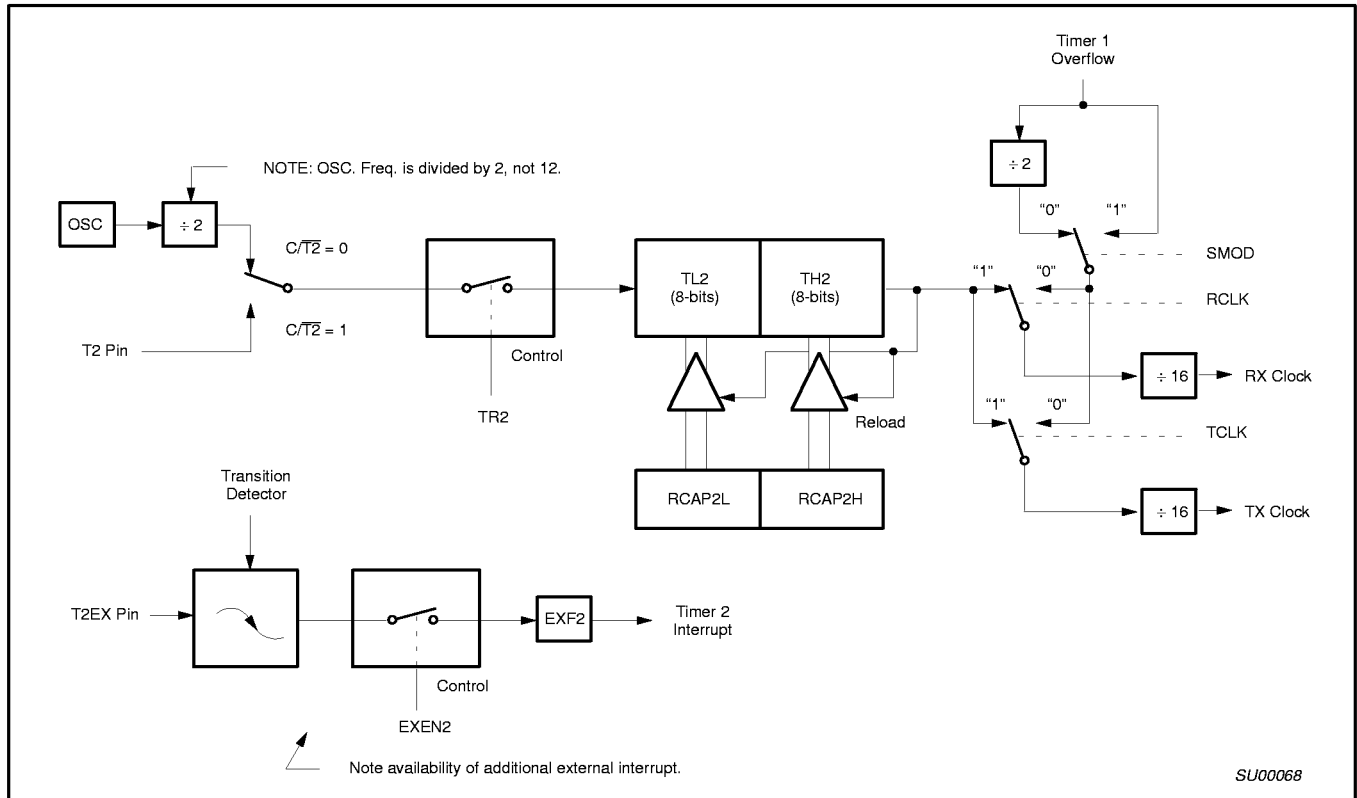 Timer 1
Overflow
÷ 2
NOTE: OSC. Freq. is divided by 2, not 12.
"0"
"1"
OSC
÷ 2
C/T2̅ = 0
SMOD
TL2
(8-bits)
TH2
(8-bits)
"1"
"0"
RCLK
C/T2̅ = 1
T2 Pin
Control
÷ 16
RX Clock
TR2
Reload
"1"
"0"
TCLK
Transition
Detector
RCAP2L
RCAP2H
÷ 16
TX Clock
T2EX Pin
EXF2
Timer 2
Interrupt
Control
EXEN2
Note availability of additional external interrupt.
SU00068